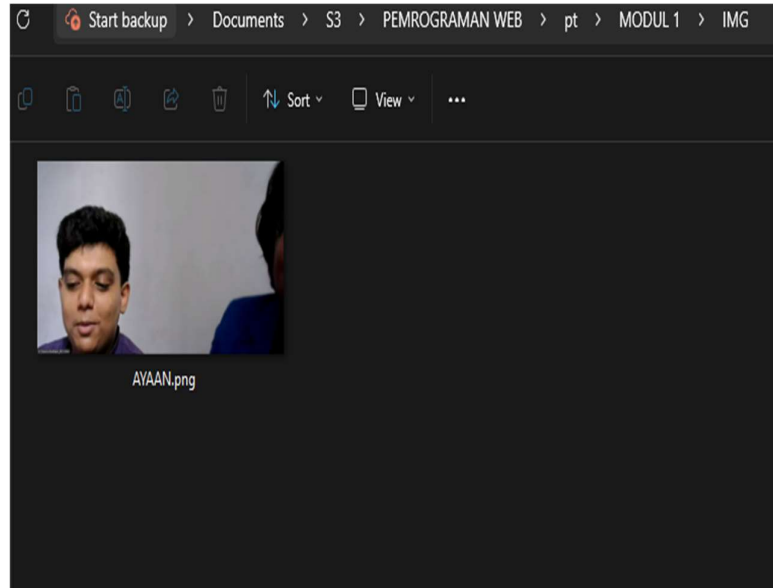 Start backup > Documents > S3 > PEMROGRAMAN WEB > pt > MODUL 1 > IMG
Sort View
AYAAN.png